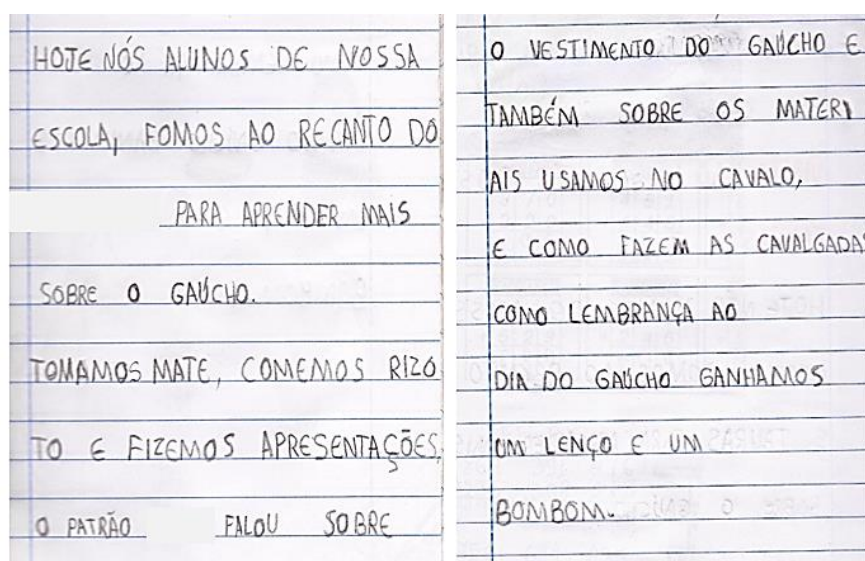 HOJE NÓS ALUNOS DE NOSSA
ESCOLA, FOMOS AO RECANTO DO
PARA APRENDER MAIS
SOBRE O GAÚCHO.
TOMAMOS MATE, COMEMOS RIZO
TO E FIZEMOS APRESENTAÇÕES,
O PATRÃO FALOU SOBRE
O VESTIMENTO DO GAÚCHO E
TAMBÉM SOBRE OS MATERI
AIS USAMOS NO CAVALO,
E COMO FAZEM AS CAVALGADAS
COMO LEMBRANÇA AO
DIA DO GAÚCHO GANHAMOS
UM LENÇO E UM
BOMBOM.